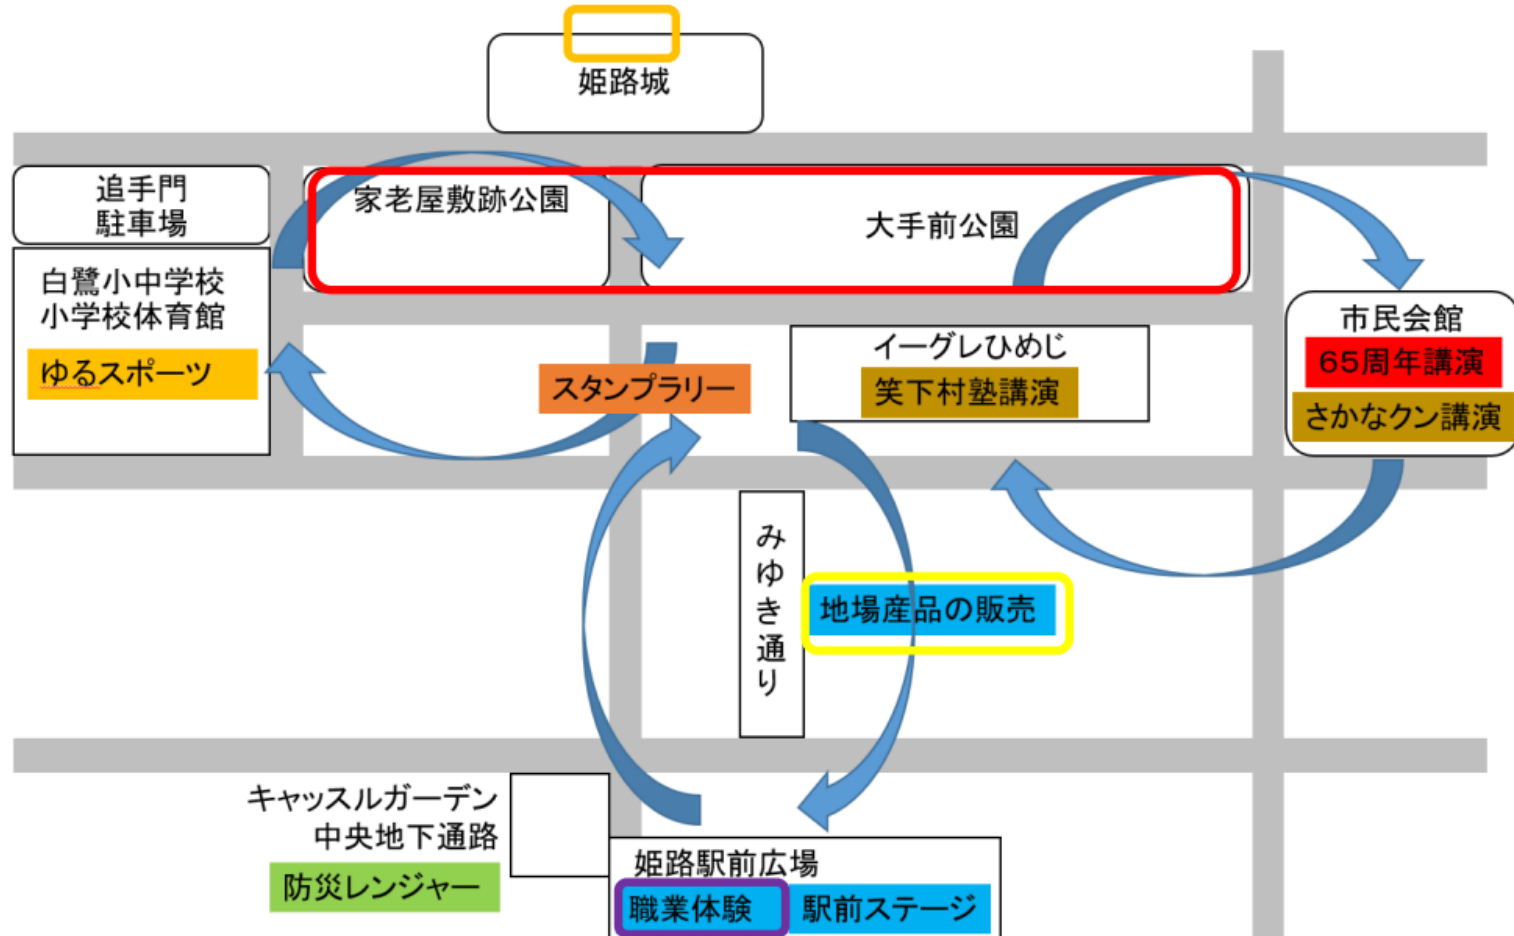 姫路城
追手門
駐車場
家老屋敷跡公園
大手前公園
白鷺小中学校
小学校体育館
ゆるスポーツ
スタンプラリー
イーグレひめじ
笑下村塾講演
市民会館
65周年講演
さかなクン講演
みゆき通り
地場産品の販売
キャッスルガーデン
中央地下通路
防災レンジャー
姫路駅前広場
職業体験
駅前ステージ